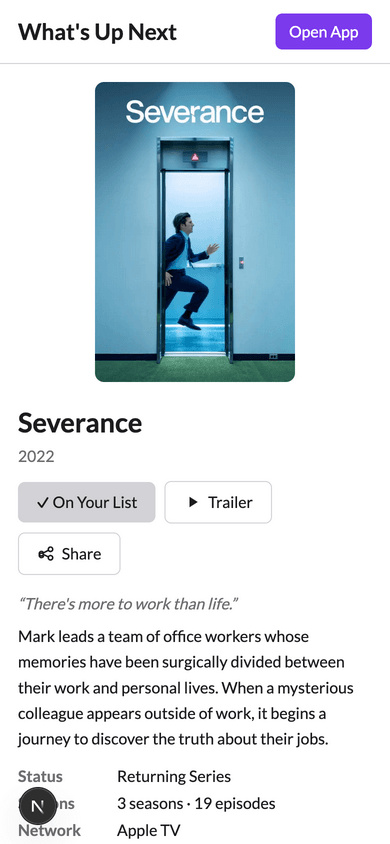 What's Up Next
Open App
Severance
Severance
2022
✓ On Your List
Trailer
Share
“There's more to work than life.”
Mark leads a team of office workers whose
memories have been surgically divided between
their work and personal lives. When a mysterious
colleague appears outside of work, it begins a
journey to discover the truth about their jobs.
Status Returning Series
N
3 seasons · 19 episodes
Network Apple TV